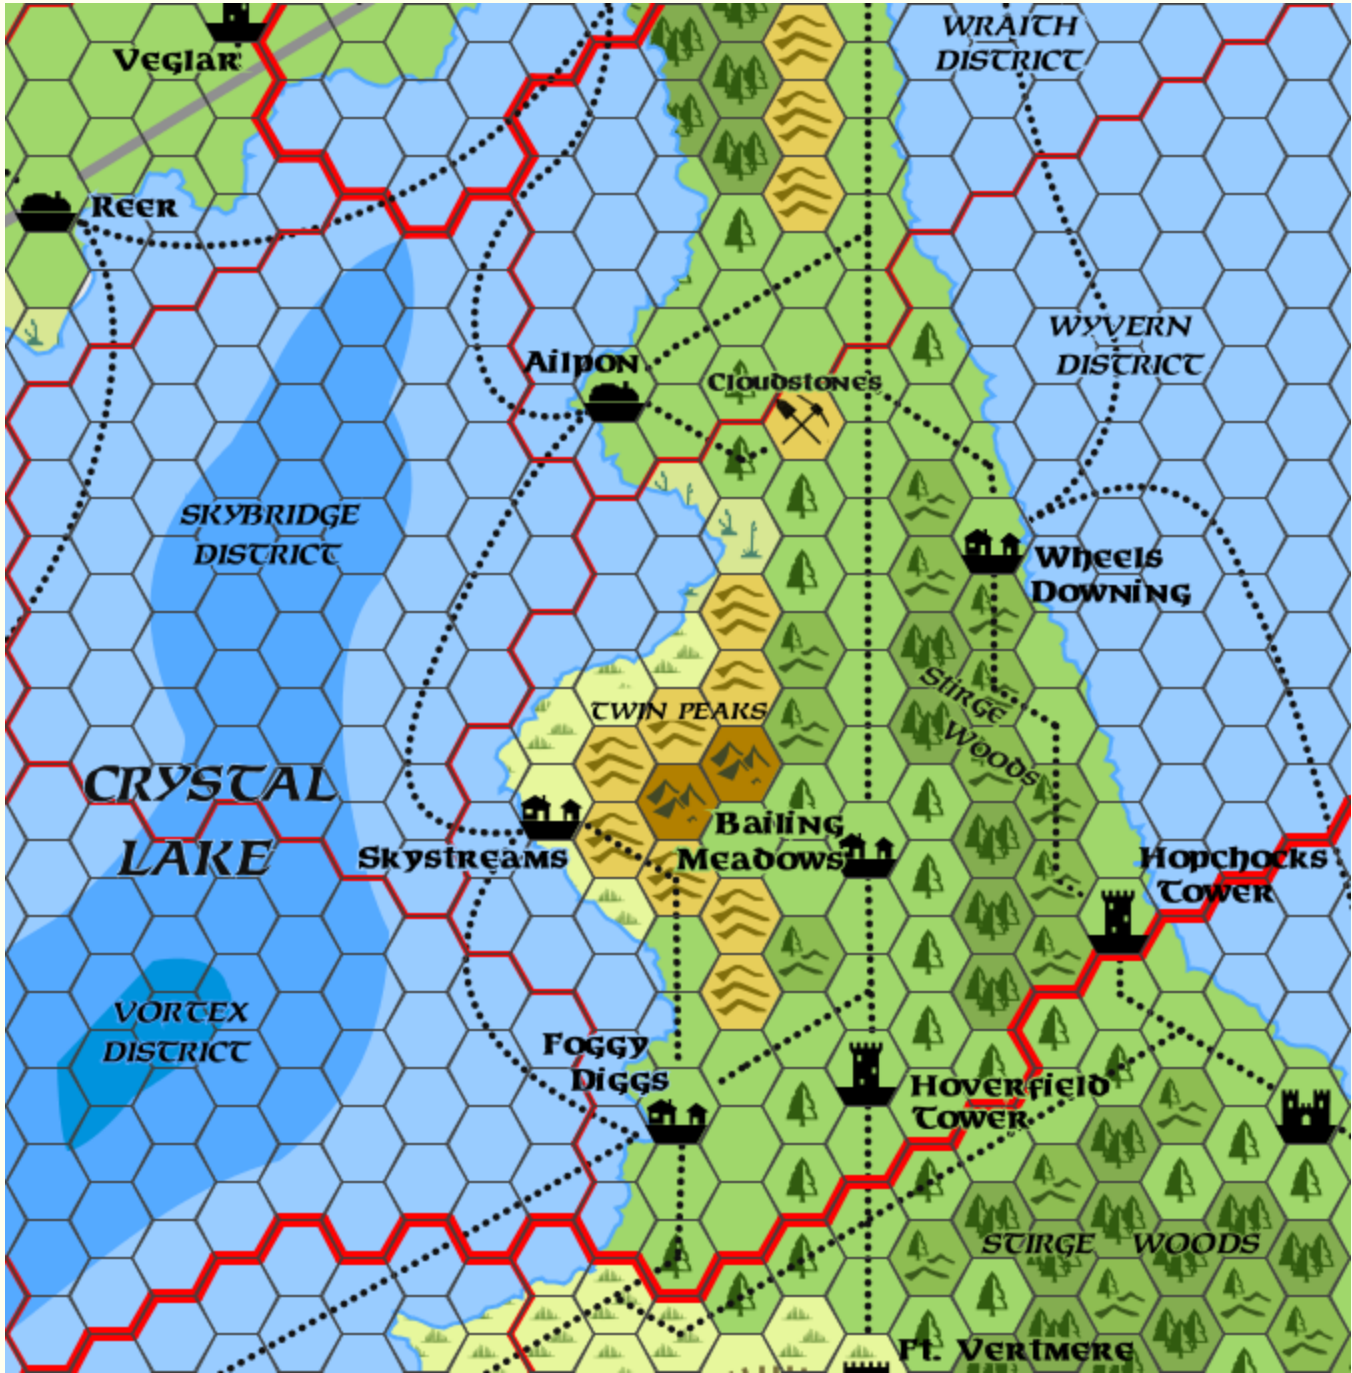 WRAITH
DISTRICT
Veglar
Reer
WYVERN
DISTRICT
Ailpon
Cloudstones
SKYBRIDGE
DISTRICT
Wheels
Downing
Stirge
Woods
TWIN PEAKS
CRYSTAL
LAKE
Bailing
Meadows
Skystreams
Hopchocks
Tower
VORTEX
DISTRICT
Foggy
Diggs
Hoverfield
Tower
STIRGE WOODS
Ft. Vertmere